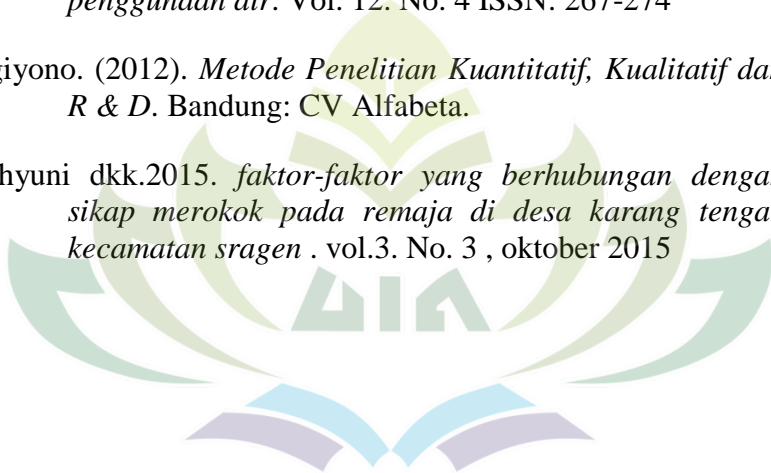 penggunaan air. Vol. 12. No. 4 ISSN: 267-274
giyono. (2012). Metode Penelitian Kuantitatif, Kualitatif da
R & D. Bandung: CV Alfabeta.
hyuni dkk.2015. faktor-faktor yang berhubungan denga
sikap merokok pada remaja di desa karang tenga
kecamatan sragen . vol.3. No. 3 , oktober 2015